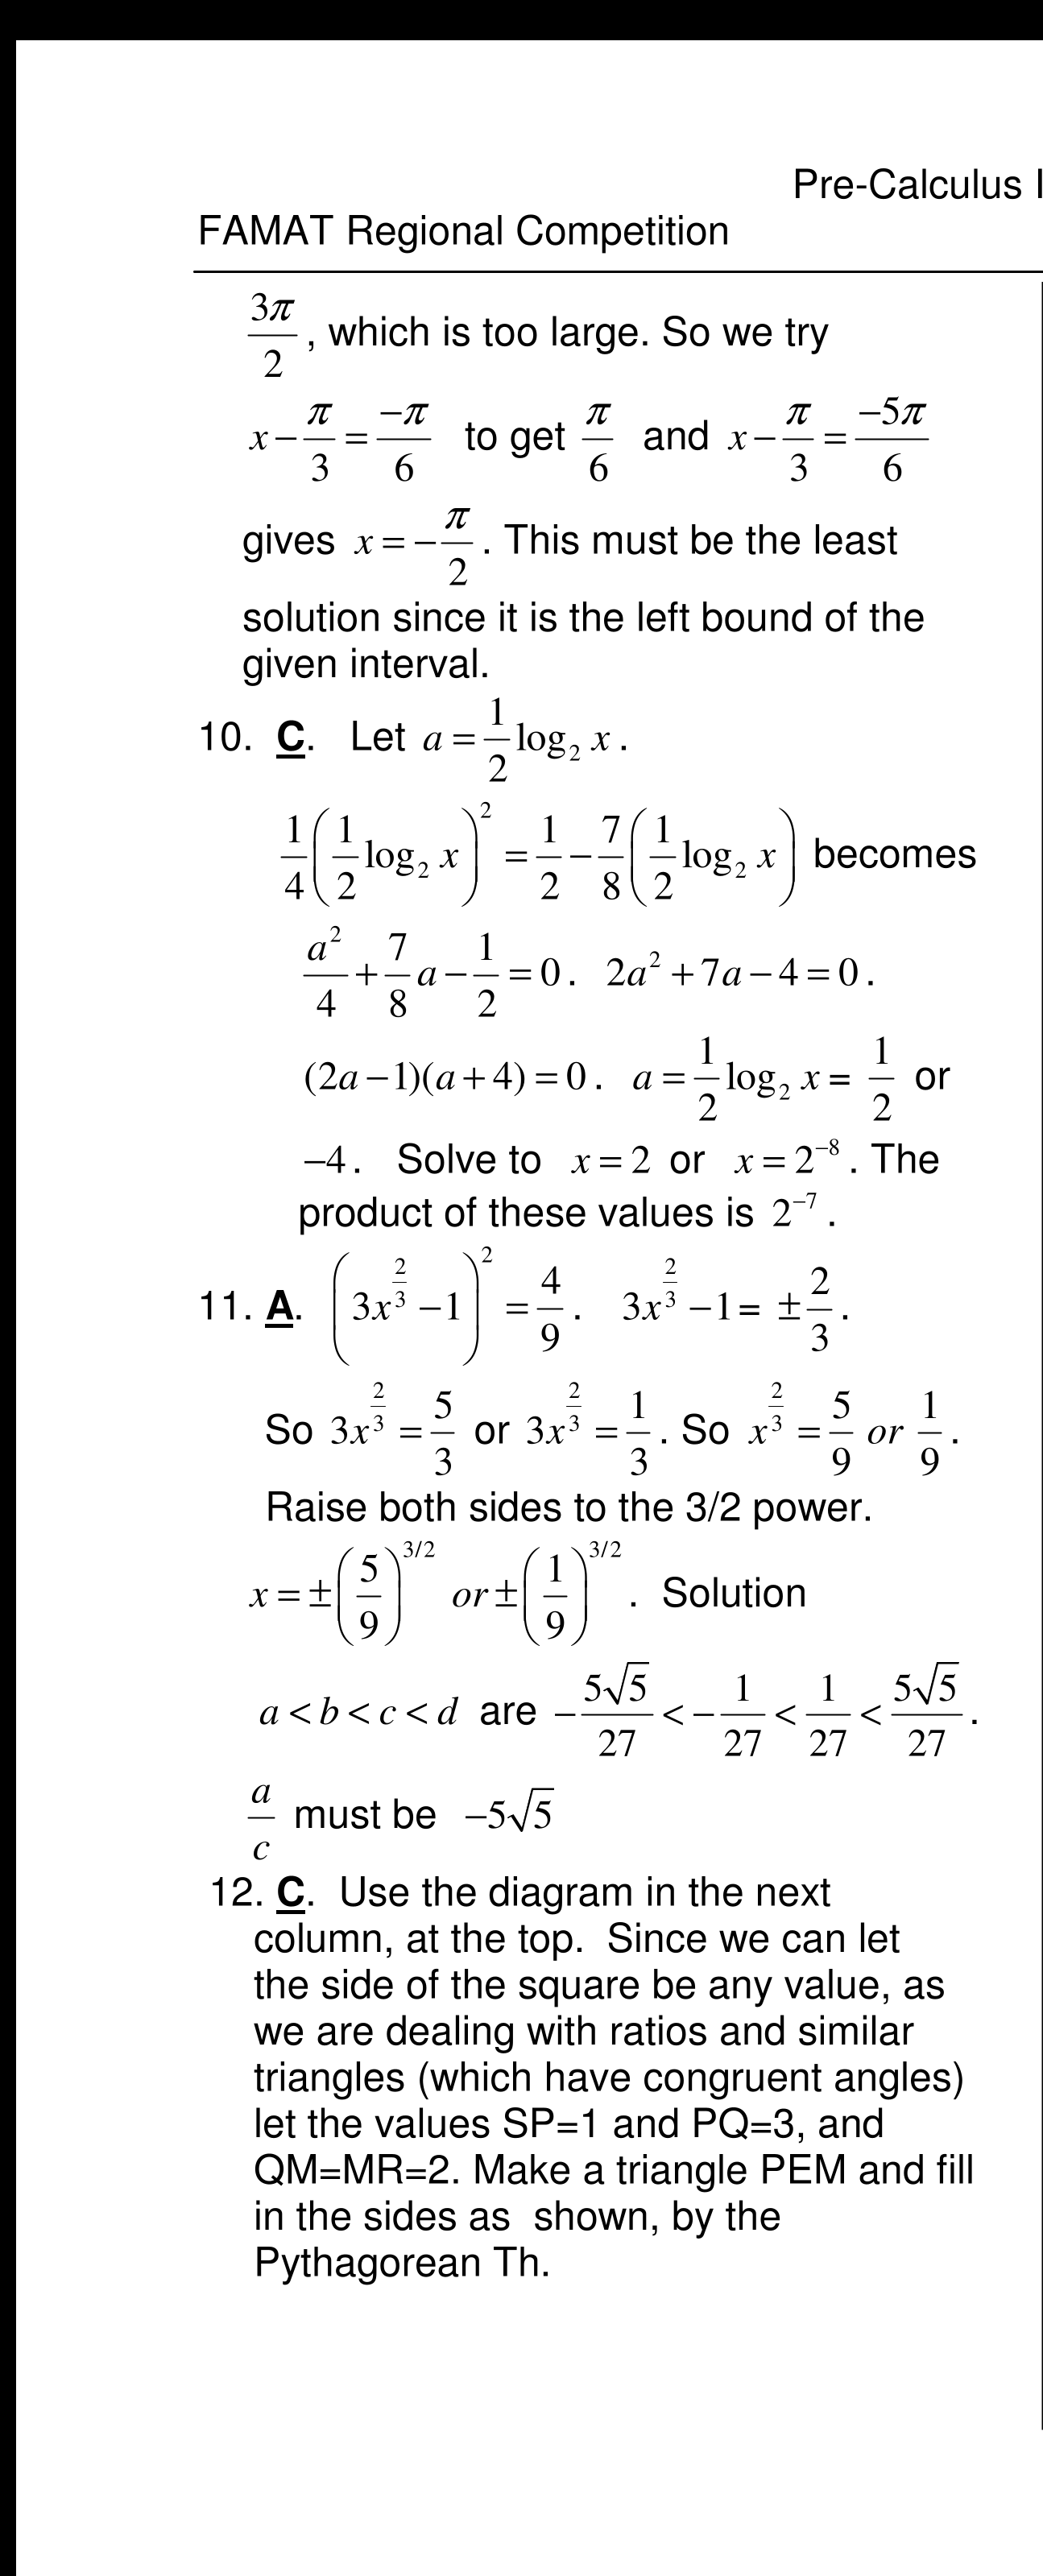 Pre-Calculus I
FAMAT Regional Competition
3π/2, which is too large. So we try
x − π/3 = −π/6 to get π/6 and x − π/3 = −5π/6
gives x = −π/2. This must be the least
solution since it is the left bound of the
given interval.
10. C. Let a = 1/2 log₂ x.
1/4 (1/2 log₂ x)² = 1/2 − 7/8 (1/2 log₂ x) becomes
a²/4 + 7/8 a − 1/2 = 0. 2a² + 7a − 4 = 0.
(2a − 1)(a + 4) = 0. a = 1/2 log₂ x = 1/2 or
−4. Solve to x = 2 or x = 2⁻⁸. The
product of these values is 2⁻⁷.
11. A. (3x^(2/3) − 1)² = 4/9. 3x^(2/3) − 1 = ±2/3.
So 3x^(2/3) = 5/3 or 3x^(2/3) = 1/3. So x^(2/3) = 5/9 or 1/9.
Raise both sides to the 3/2 power.
x = ±(5/9)^(3/2) or ±(1/9)^(3/2). Solution
a < b < c < d are −5√5/27 < −1/27 < 1/27 < 5√5/27.
a/c must be −5√5
12. C. Use the diagram in the next
column, at the top. Since we can let
the side of the square be any value, as
we are dealing with ratios and similar
triangles (which have congruent angles)
let the values SP=1 and PQ=3, and
QM=MR=2. Make a triangle PEM and fill
in the sides as shown, by the
Pythagorean Th.